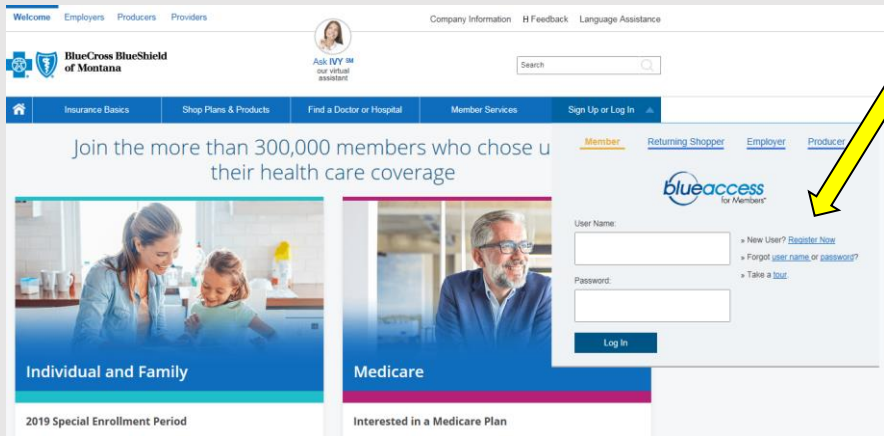 Welcome Employers Producers Providers
Company Information H Feedback Language Assistance
BlueCross BlueShield
of Montana
Ask IVY SM
our virtual
assistant
Search
Insurance Basics Shop Plans & Products Find a Doctor or Hospital Member Services Sign Up or Log In
Join the more than 300,000 members who chose u
their health care coverage
Member Returning Shopper Employer Producer
blueaccess
for Members℠
User Name:
» New User? Register Now
» Forgot user name or password?
» Take a tour.
Password:
Log In
Individual and Family
Medicare
2019 Special Enrollment Period
Interested in a Medicare Plan